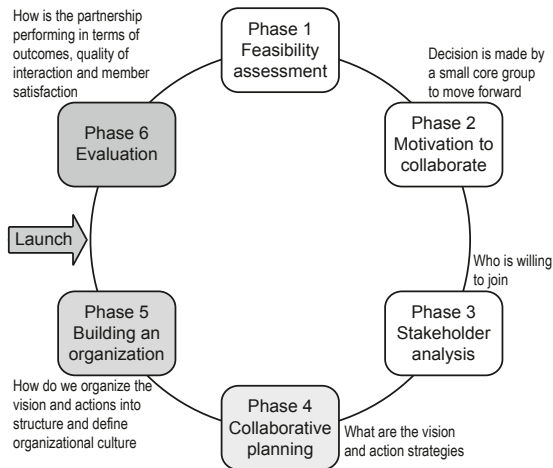 How is the partnership
performing in terms of
outcomes, quality of
interaction and member
satisfaction
Phase 1
Feasibility
assessment
Decision is made by
a small core group
to move forward
Phase 2
Motivation to
collaborate
Who is willing
to join
Phase 3
Stakeholder
analysis
What are the vision
and action strategies
Phase 4
Collaborative
planning
How do we organize the
vision and actions into
structure and define
organizational culture
Phase 5
Building an
organization
Launch
Phase 6
Evaluation